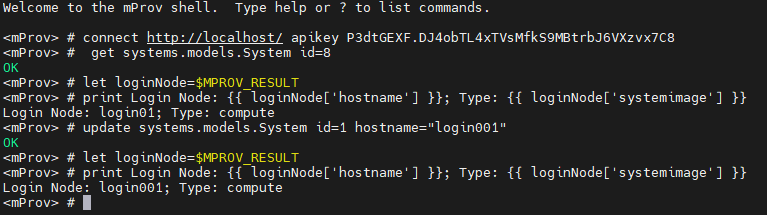 Welcome to the mProv shell.  Type help or ? to list commands.
<mProv> # connect http://localhost/ apikey P3dtGEXF.DJ4obTL4xTVsMfkS9MBtrbJ6VXzvx7C8
<mProv> #  get systems.models.System id=8
OK
<mProv> # let loginNode=$MPROV_RESULT
<mProv> # print Login Node: {{ loginNode['hostname'] }}; Type: {{ loginNode['systemimage'] }}
Login Node: login01; Type: compute
<mProv> # update systems.models.System id=1 hostname="login001"
OK
<mProv> # let loginNode=$MPROV_RESULT
<mProv> # print Login Node: {{ loginNode['hostname'] }}; Type: {{ loginNode['systemimage'] }}
Login Node: login001; Type: compute
<mProv> #